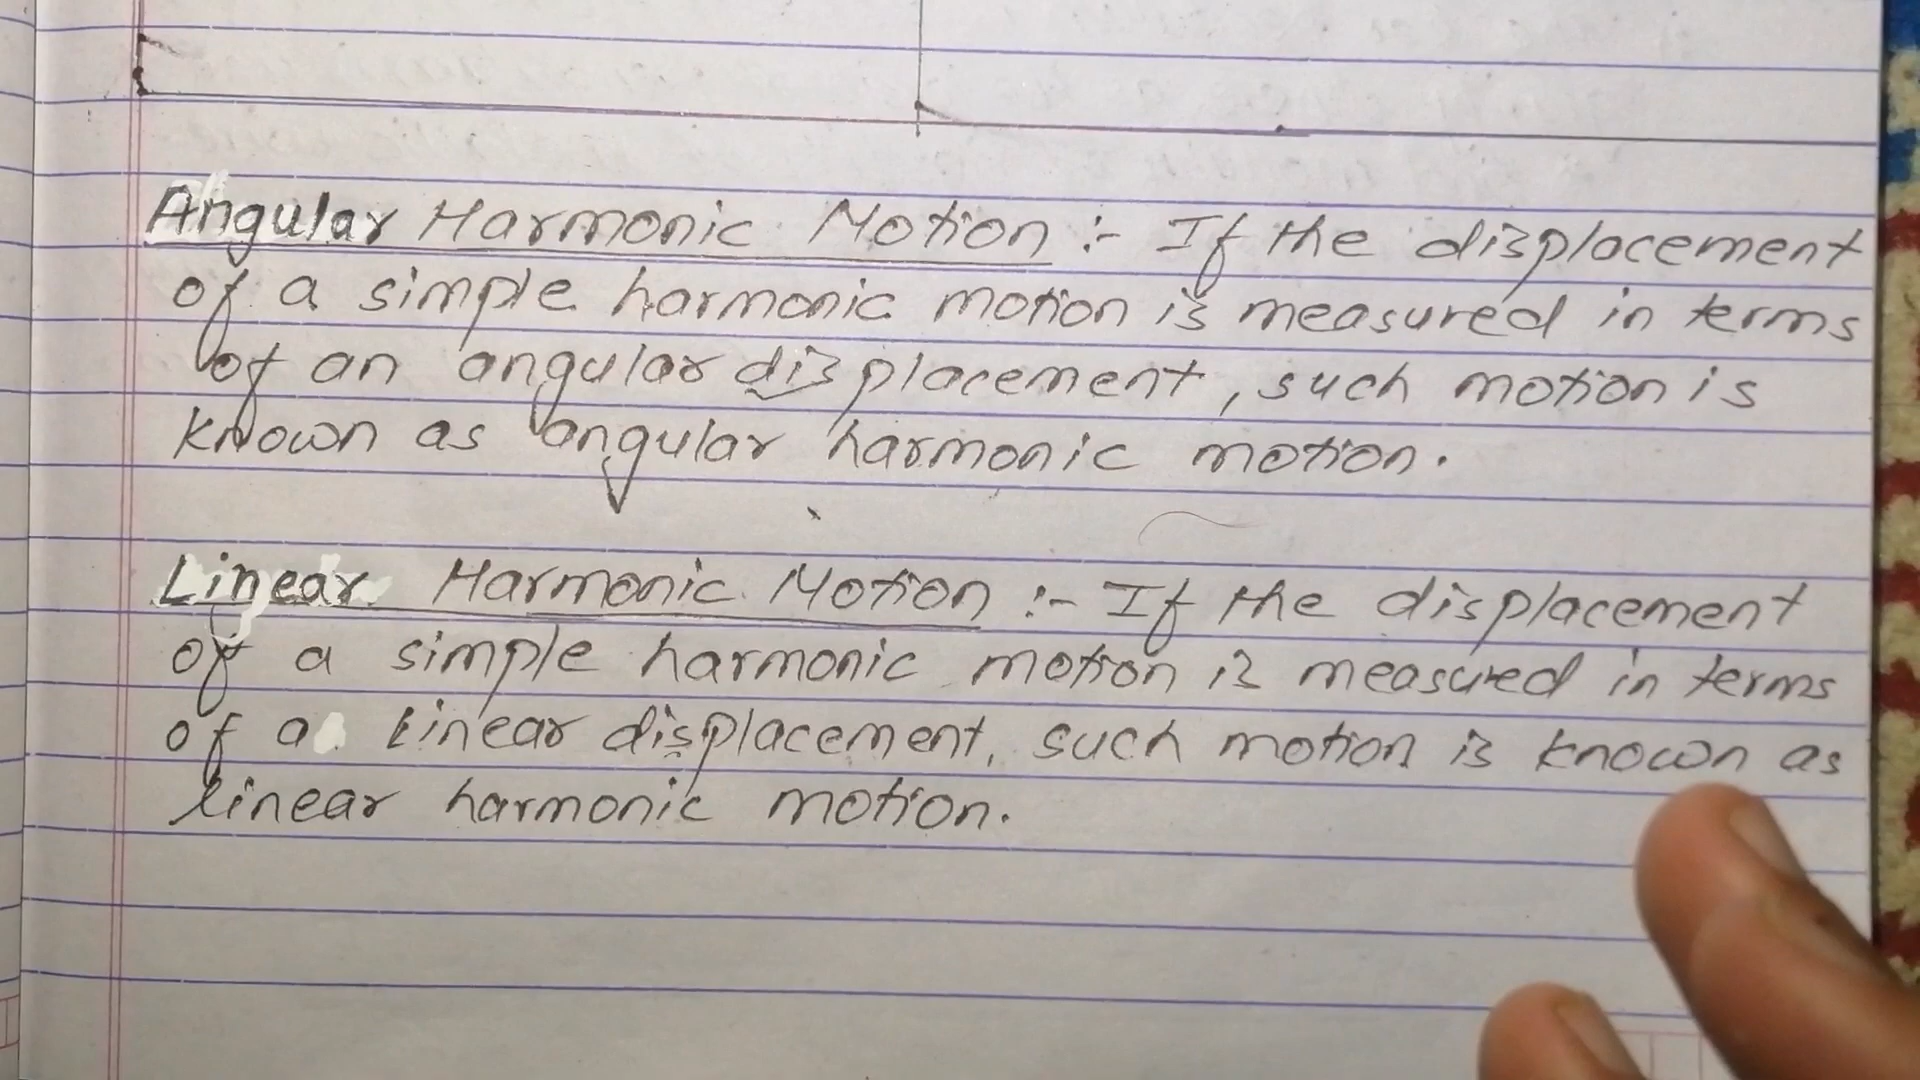 Angular Harmonic Motion :- If the displacement
of a simple harmonic motion is measured in terms
of an angular displacement, such motion is
known as angular harmonic motion.
Linear Harmonic Motion :- If the displacement
of a simple harmonic motion is measured in terms
of a Linear displacement, such motion is known as
linear harmonic motion.